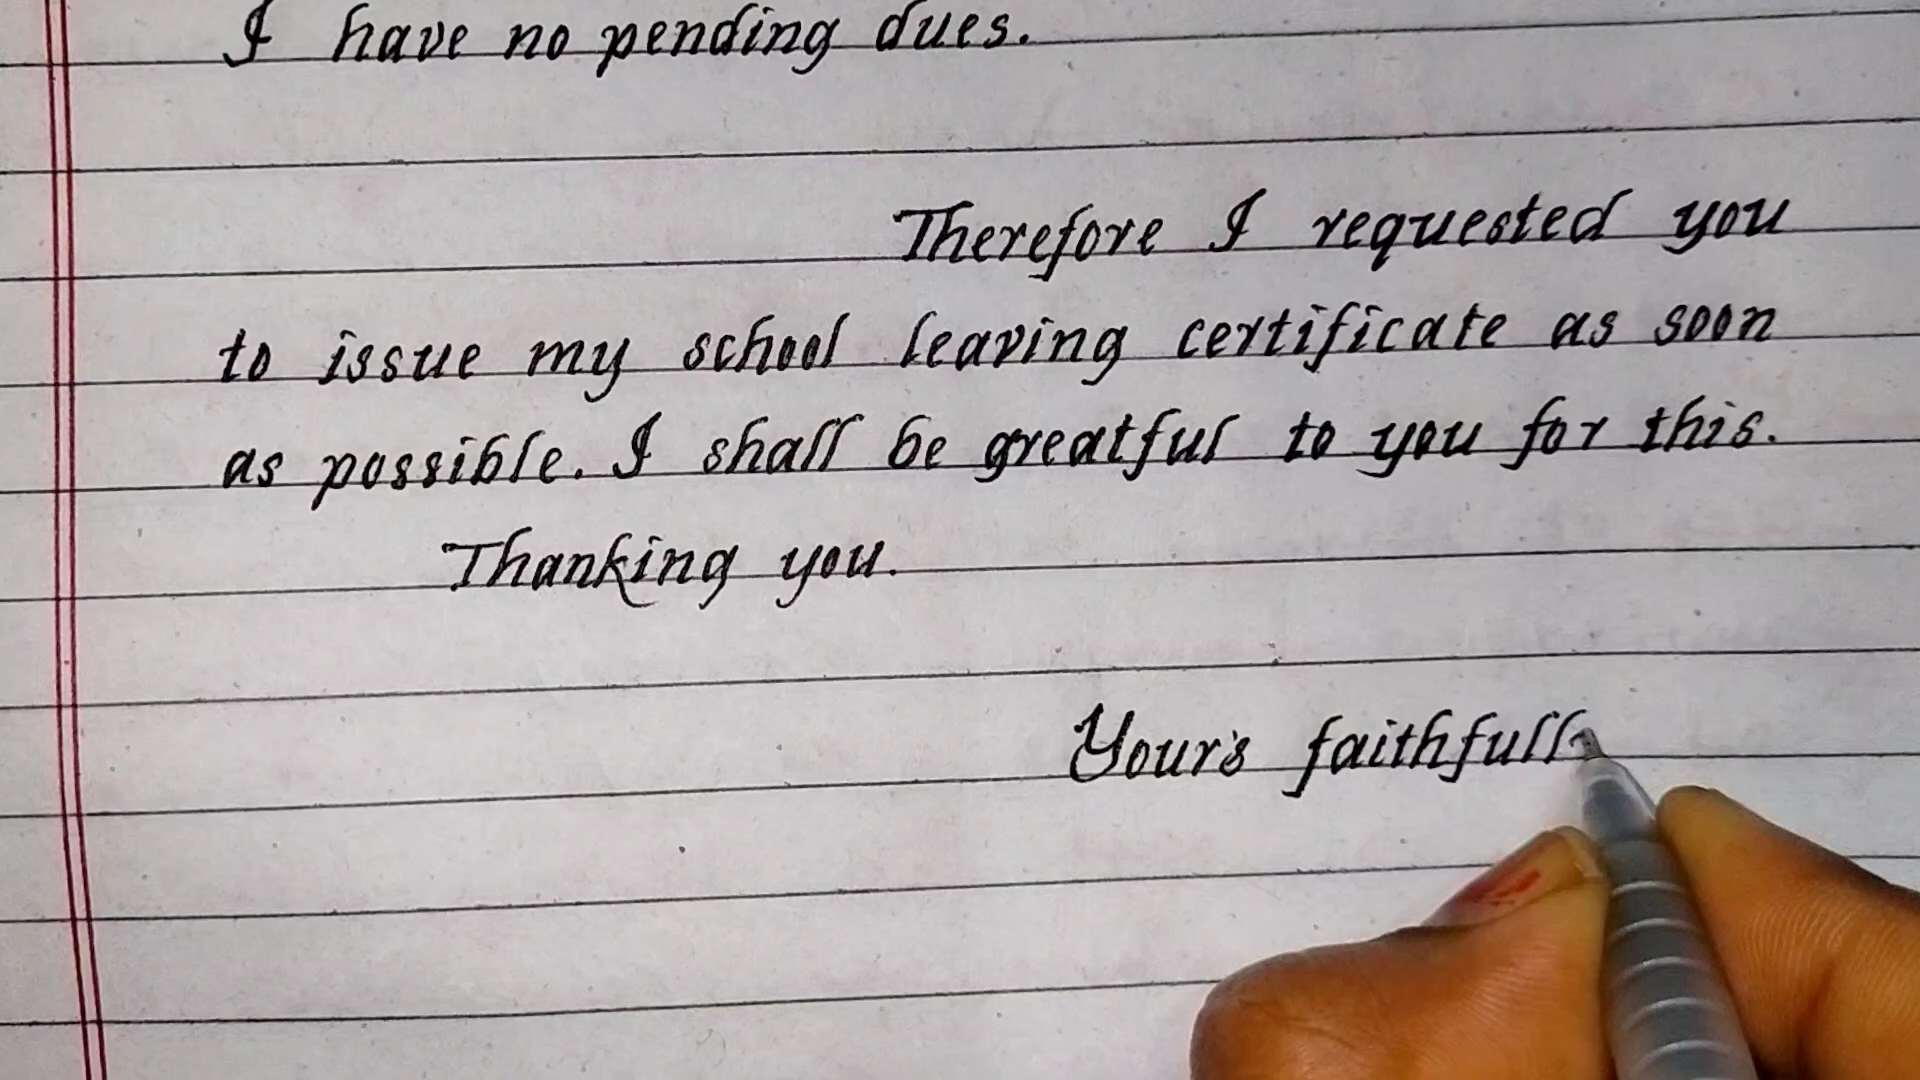 I have no pending dues.
Therefore I requested you
to issue my school leaving certificate as soon
as possible. I shall be greatful to you for this.
Thanking you.
Your's faithfull